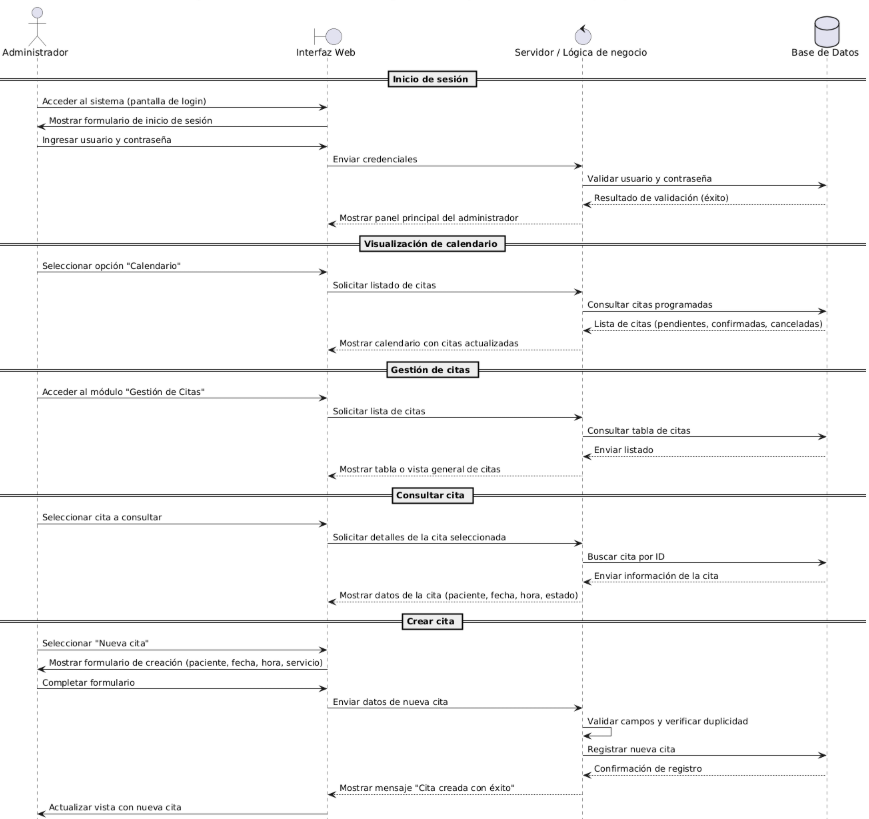 Administrador
Interfaz Web
Servidor / Lógica de negocio
Base de Datos
Inicio de sesión
Acceder al sistema (pantalla de login)
Mostrar formulario de inicio de sesión
Ingresar usuario y contraseña
Enviar credenciales
Validar usuario y contraseña
Resultado de validación (éxito)
Mostrar panel principal del administrador
Visualización de calendario
Seleccionar opción "Calendario"
Solicitar listado de citas
Consultar citas programadas
Lista de citas (pendientes, confirmadas, canceladas)
Mostrar calendario con citas actualizadas
Gestión de citas
Acceder al módulo "Gestión de Citas"
Solicitar lista de citas
Consultar tabla de citas
Enviar listado
Mostrar tabla o vista general de citas
Consultar cita
Seleccionar cita a consultar
Solicitar detalles de la cita seleccionada
Buscar cita por ID
Enviar información de la cita
Mostrar datos de la cita (paciente, fecha, hora, estado)
Crear cita
Seleccionar "Nueva cita"
Mostrar formulario de creación (paciente, fecha, hora, servicio)
Completar formulario
Enviar datos de nueva cita
Validar campos y verificar duplicidad
Registrar nueva cita
Confirmación de registro
Mostrar mensaje "Cita creada con éxito"
Actualizar vista con nueva cita